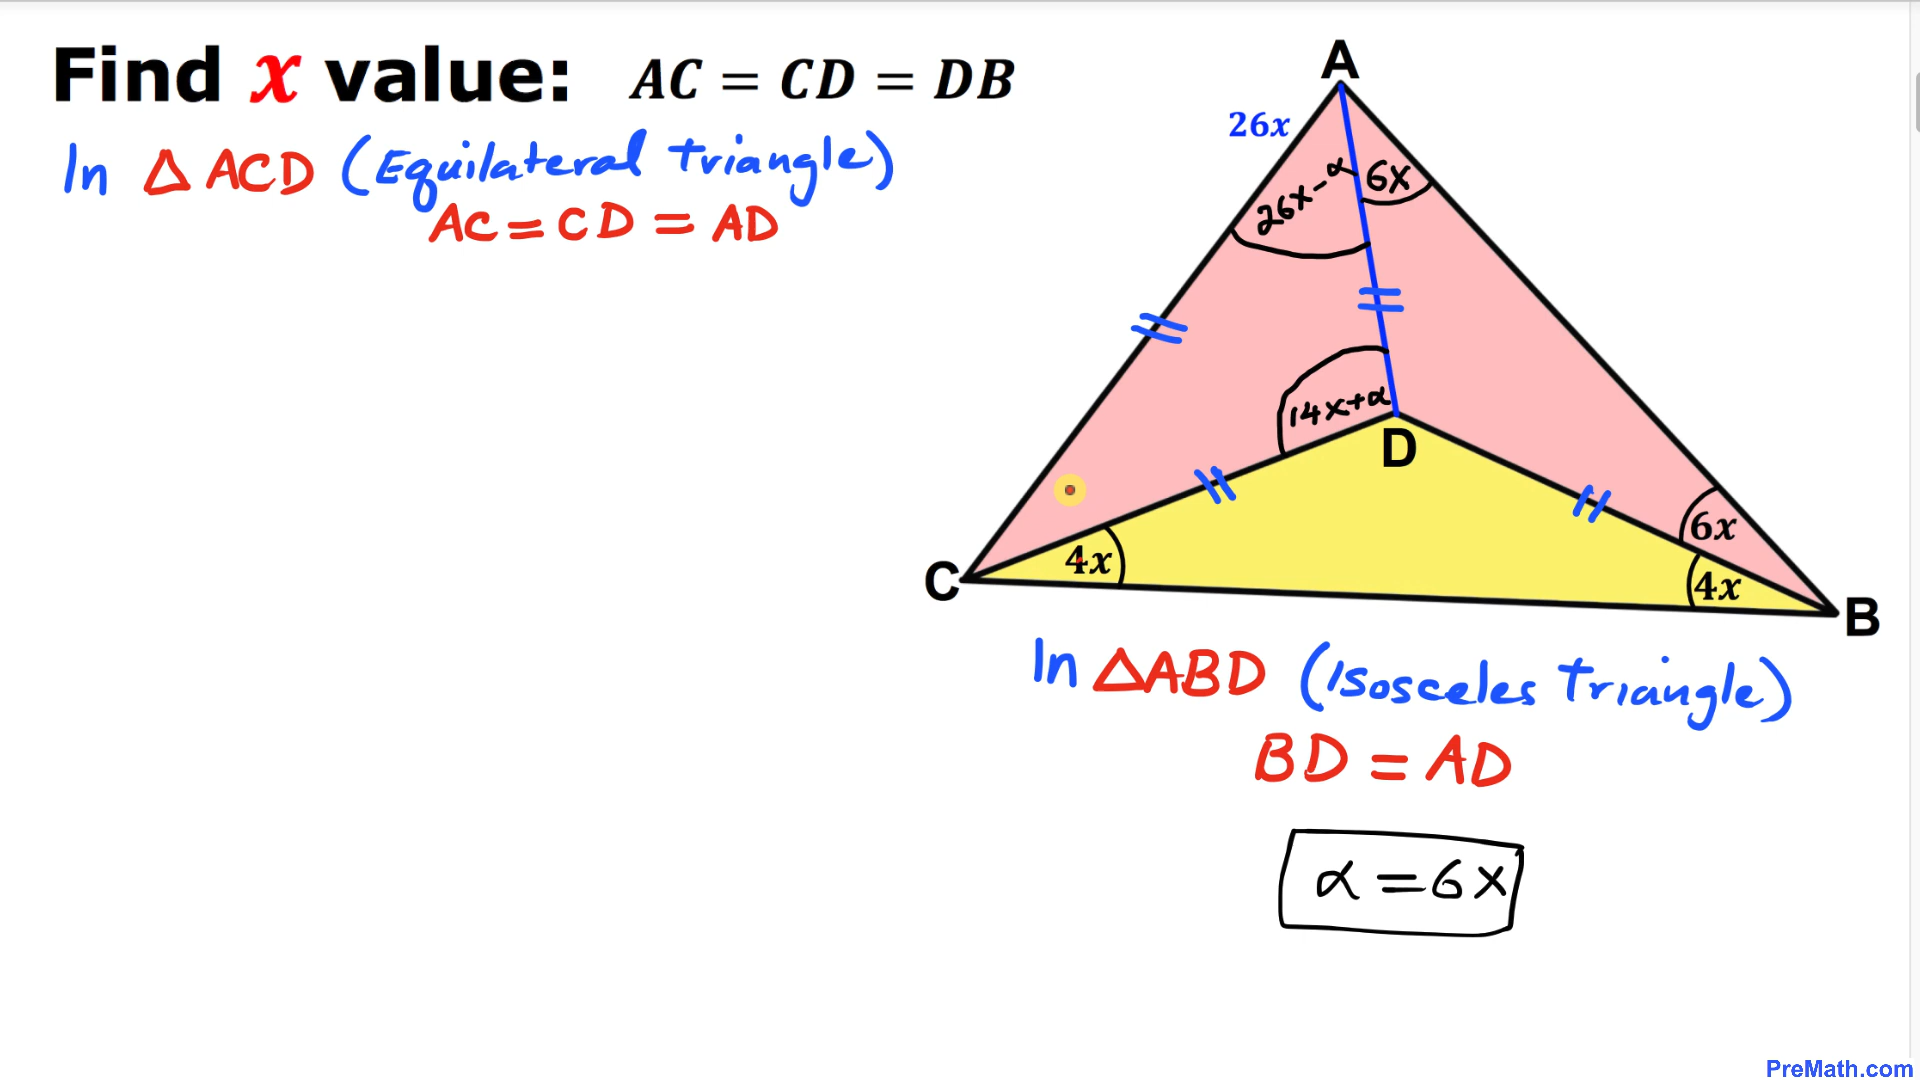 Find x value: AC = CD = DB
In △ ACD (Equilateral triangle)
AC = CD = AD
A
26x
26x-α
6x
14x+α
D
6x
4x
4x
C
B
In △ABD (Isosceles Triangle)
BD = AD
α = 6x
PreMath.com